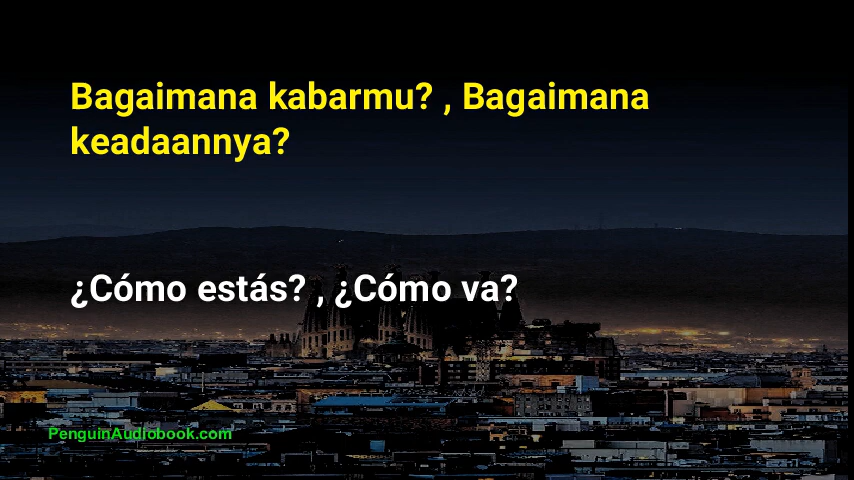 Bagaimana kabarmu? , Bagaimana
keadaannya?
¿Cómo estás? , ¿Cómo va?
PenguinAudiobook.com